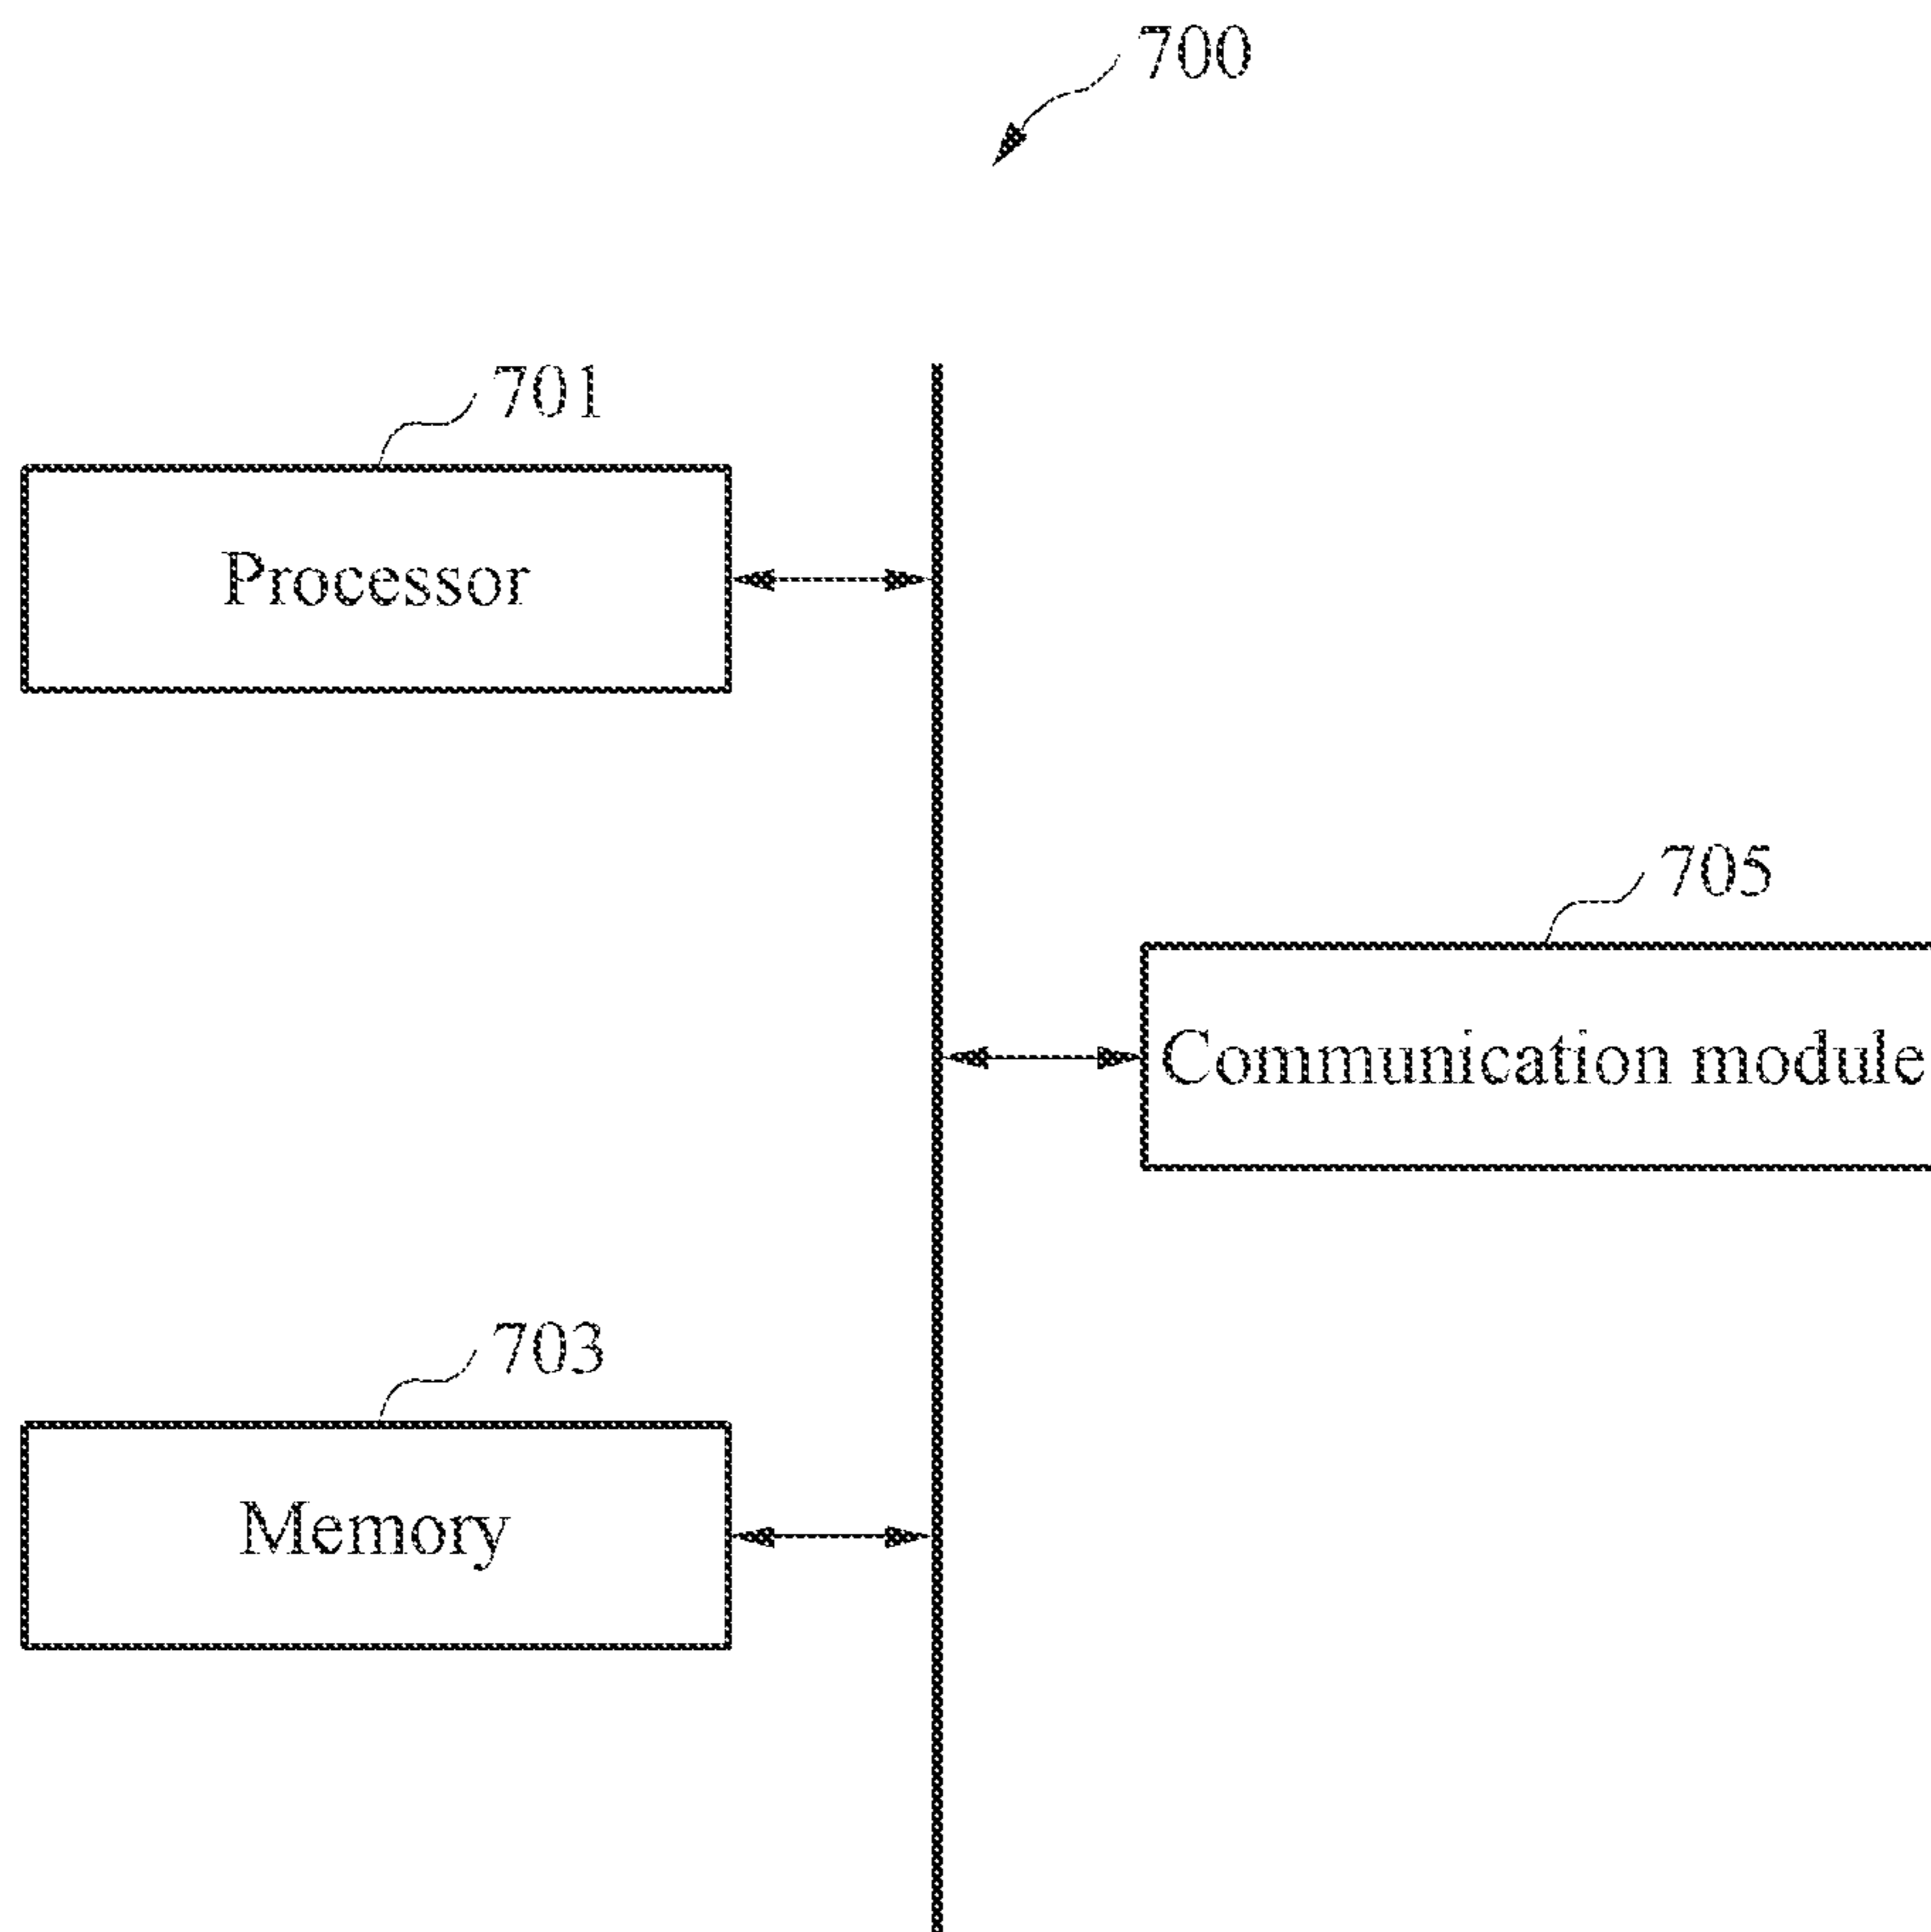 700
701
Processor
705
Communication module
703
Memory